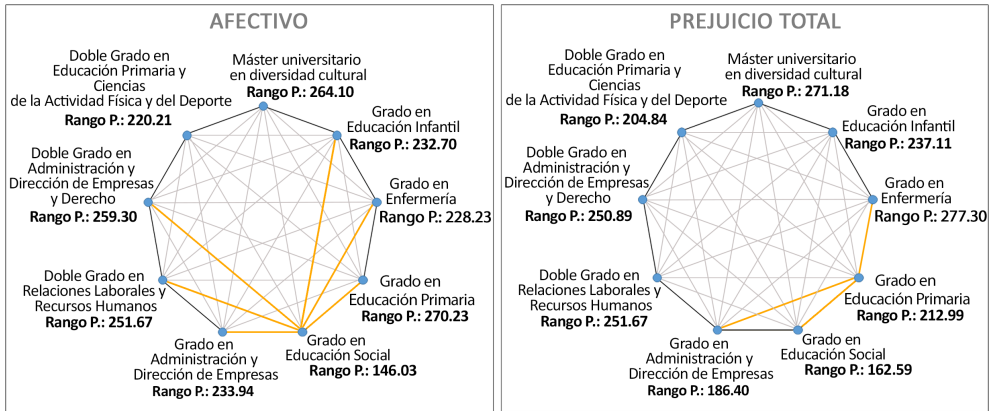 AFECTIVO
Doble Grado en
Educación Primaria y
Ciencias
de la Actividad Física y del Deporte
Rango P.: 220.21
Máster universitario
en diversidad cultural
Rango P.: 264.10
Grado en
Educación Infantil
Rango P.: 232.70
Doble Grado en
Administración y
Dirección de Empresas
y Derecho
Rango P.: 259.30
Grado en
Enfermería
Rango P.: 228.23
Doble Grado en
Relaciones Laborales y
Recursos Humanos
Rango P.: 251.67
Grado en
Educación Primaria
Rango P.: 270.23
Grado en
Administración y
Dirección de Empresas
Rango P.: 233.94
Grado en
Educación Social
Rango P.: 146.03
PREJUICIO TOTAL
Doble Grado en
Educación Primaria y
Ciencias
de la Actividad Física y del Deporte
Rango P.: 204.84
Máster universitario
en diversidad cultural
Rango P.: 271.18
Grado en
Educación Infantil
Rango P.: 237.11
Doble Grado en
Administración y
Dirección de Empresas
y Derecho
Rango P.: 250.89
Grado en
Enfermería
Rango P.: 277.30
Doble Grado en
Relaciones Laborales y
Recursos Humanos
Rango P.: 251.67
Grado en
Educación Primaria
Rango P.: 212.99
Grado en
Administración y
Dirección de Empresas
Rango P.: 186.40
Grado en
Educación Social
Rango P.: 162.59